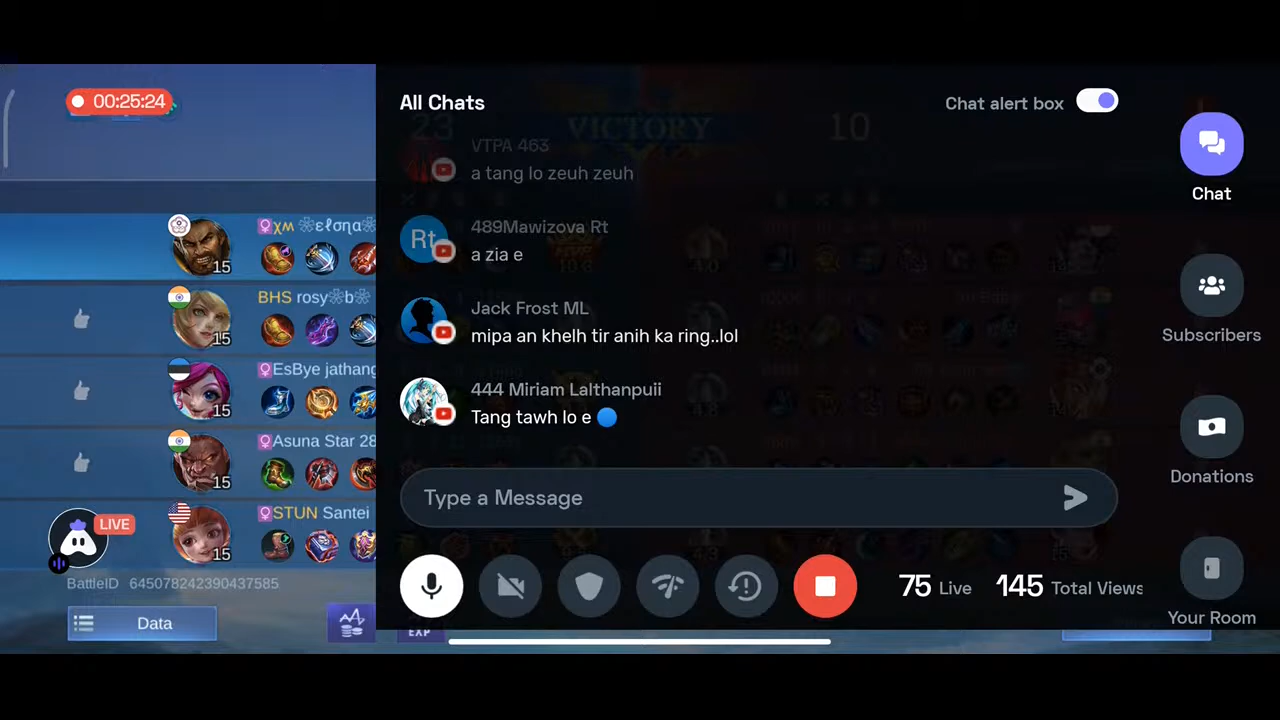 00:25:24
All Chats
Chat alert box
23
VICTORY
10
VTPA 463
a tang lo zeuh zeuh
489Mawizova Rt
Rt
a zia e
Jack Frost ML
mipa an khelh tir anih ka ring..lol
444 Miriam Lalthanpuii
Tang tawh lo e
Type a Message
75 Live
145 Total Views
Chat
Subscribers
Donations
Your Room
15
BHS rosy❀b❀
15
EsBye jathang
15
Asuna Star 28
15
STUN Santei
15
LIVE
BattleID 645078242390437585
Data
EXP